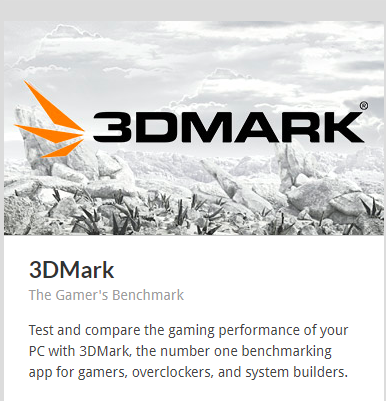 3DMARK®
3DMark
The Gamer's Benchmark
Test and compare the gaming performance of your
PC with 3DMark, the number one benchmarking
app for gamers, overclockers, and system builders.